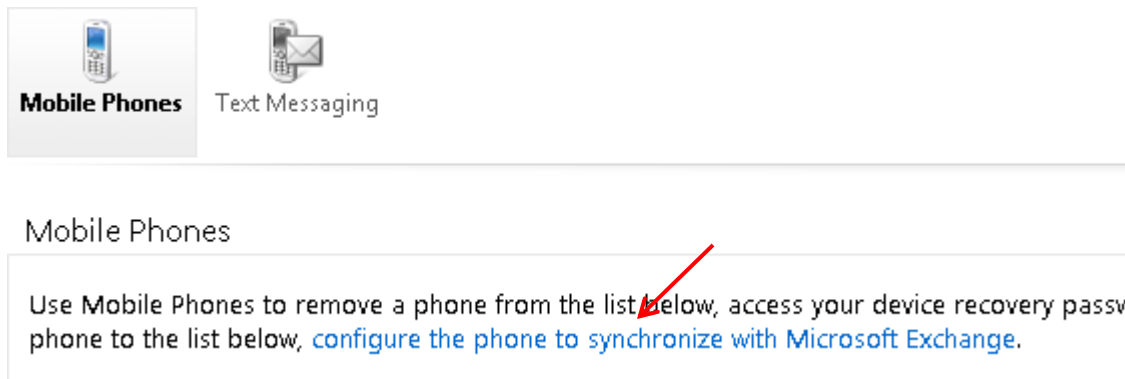 Mobile Phones
Text Messaging
Mobile Phones
Use Mobile Phones to remove a phone from the list below, access your device recovery
phone to the list below, configure the phone to synchronize with Microsoft Exchange.